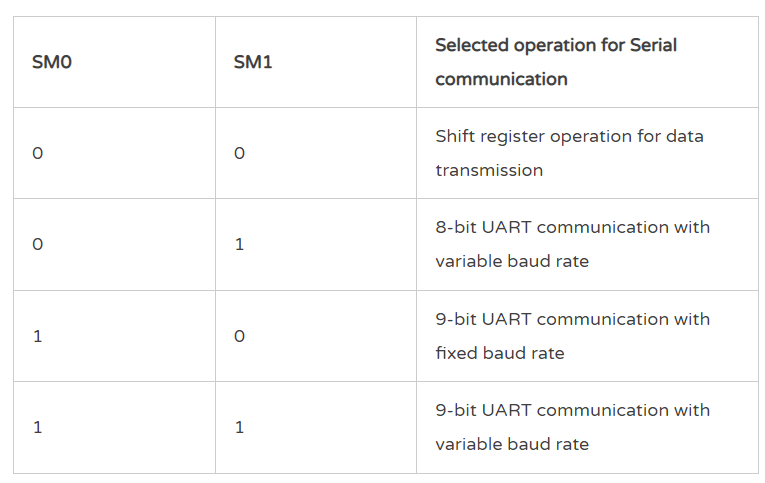 SM0
SM1
Selected operation for Serial
communication
0
0
Shift register operation for data
transmission
0
1
8-bit UART communication with
variable baud rate
1
0
9-bit UART communication with
fixed baud rate
1
1
9-bit UART communication with
variable baud rate